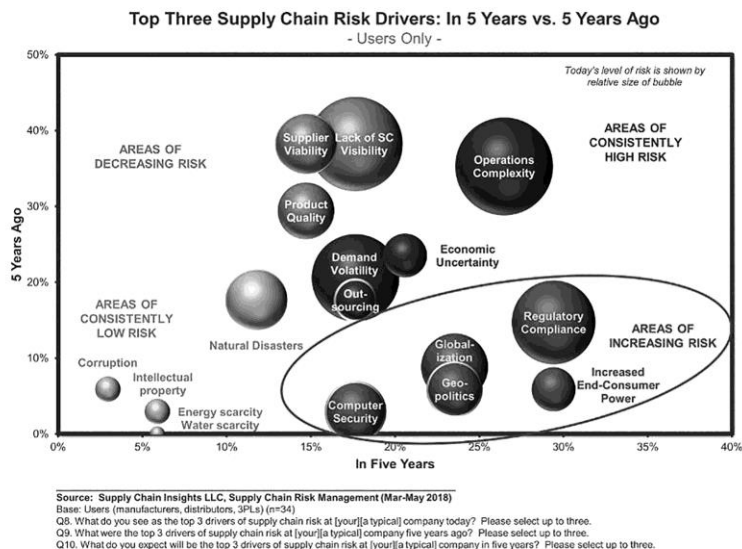 Top Three Supply Chain Risk Drivers: In 5 Years vs. 5 Years Ago
- Users Only -
50%
40%
30%
20%
10%
0%
5 Years Ago
Today's level of risk is shown by
relative size of bubble
AREAS OF
DECREASING RISK
Supplier
Viability
Lack of SC
Visibility
Operations
Complexity
AREAS OF
CONSISTENTLY
HIGH RISK
Product
Quality
Demand
Volatility
Economic
Uncertainty
Out-
sourcing
AREAS OF
CONSISTENTLY
LOW RISK
Natural Disasters
Regulatory
Compliance
AREAS OF
INCREASING RISK
Global-
ization
Corruption
Intellectual
property
Geo-
politics
Increased
End-Consumer
Power
Energy scarcity
Water scarcity
Computer
Security
0%
5%
10%
15%
20%
25%
30%
35%
40%
In Five Years
Source: Supply Chain Insights LLC, Supply Chain Risk Management (Mar-May 2018)
Base: Users (manufacturers, distributors, 3PLs) (n=34)
Q8. What do you see as the top 3 drivers of supply chain risk at [your][a typical] company today? Please select up to three.
Q9. What were the top 3 drivers of supply chain risk at [your][a typical] company five years ago? Please select up to three.
Q10. What do you expect will be the top 3 drivers of supply chain risk at [your][a typical] company in five years? Please select up to three.